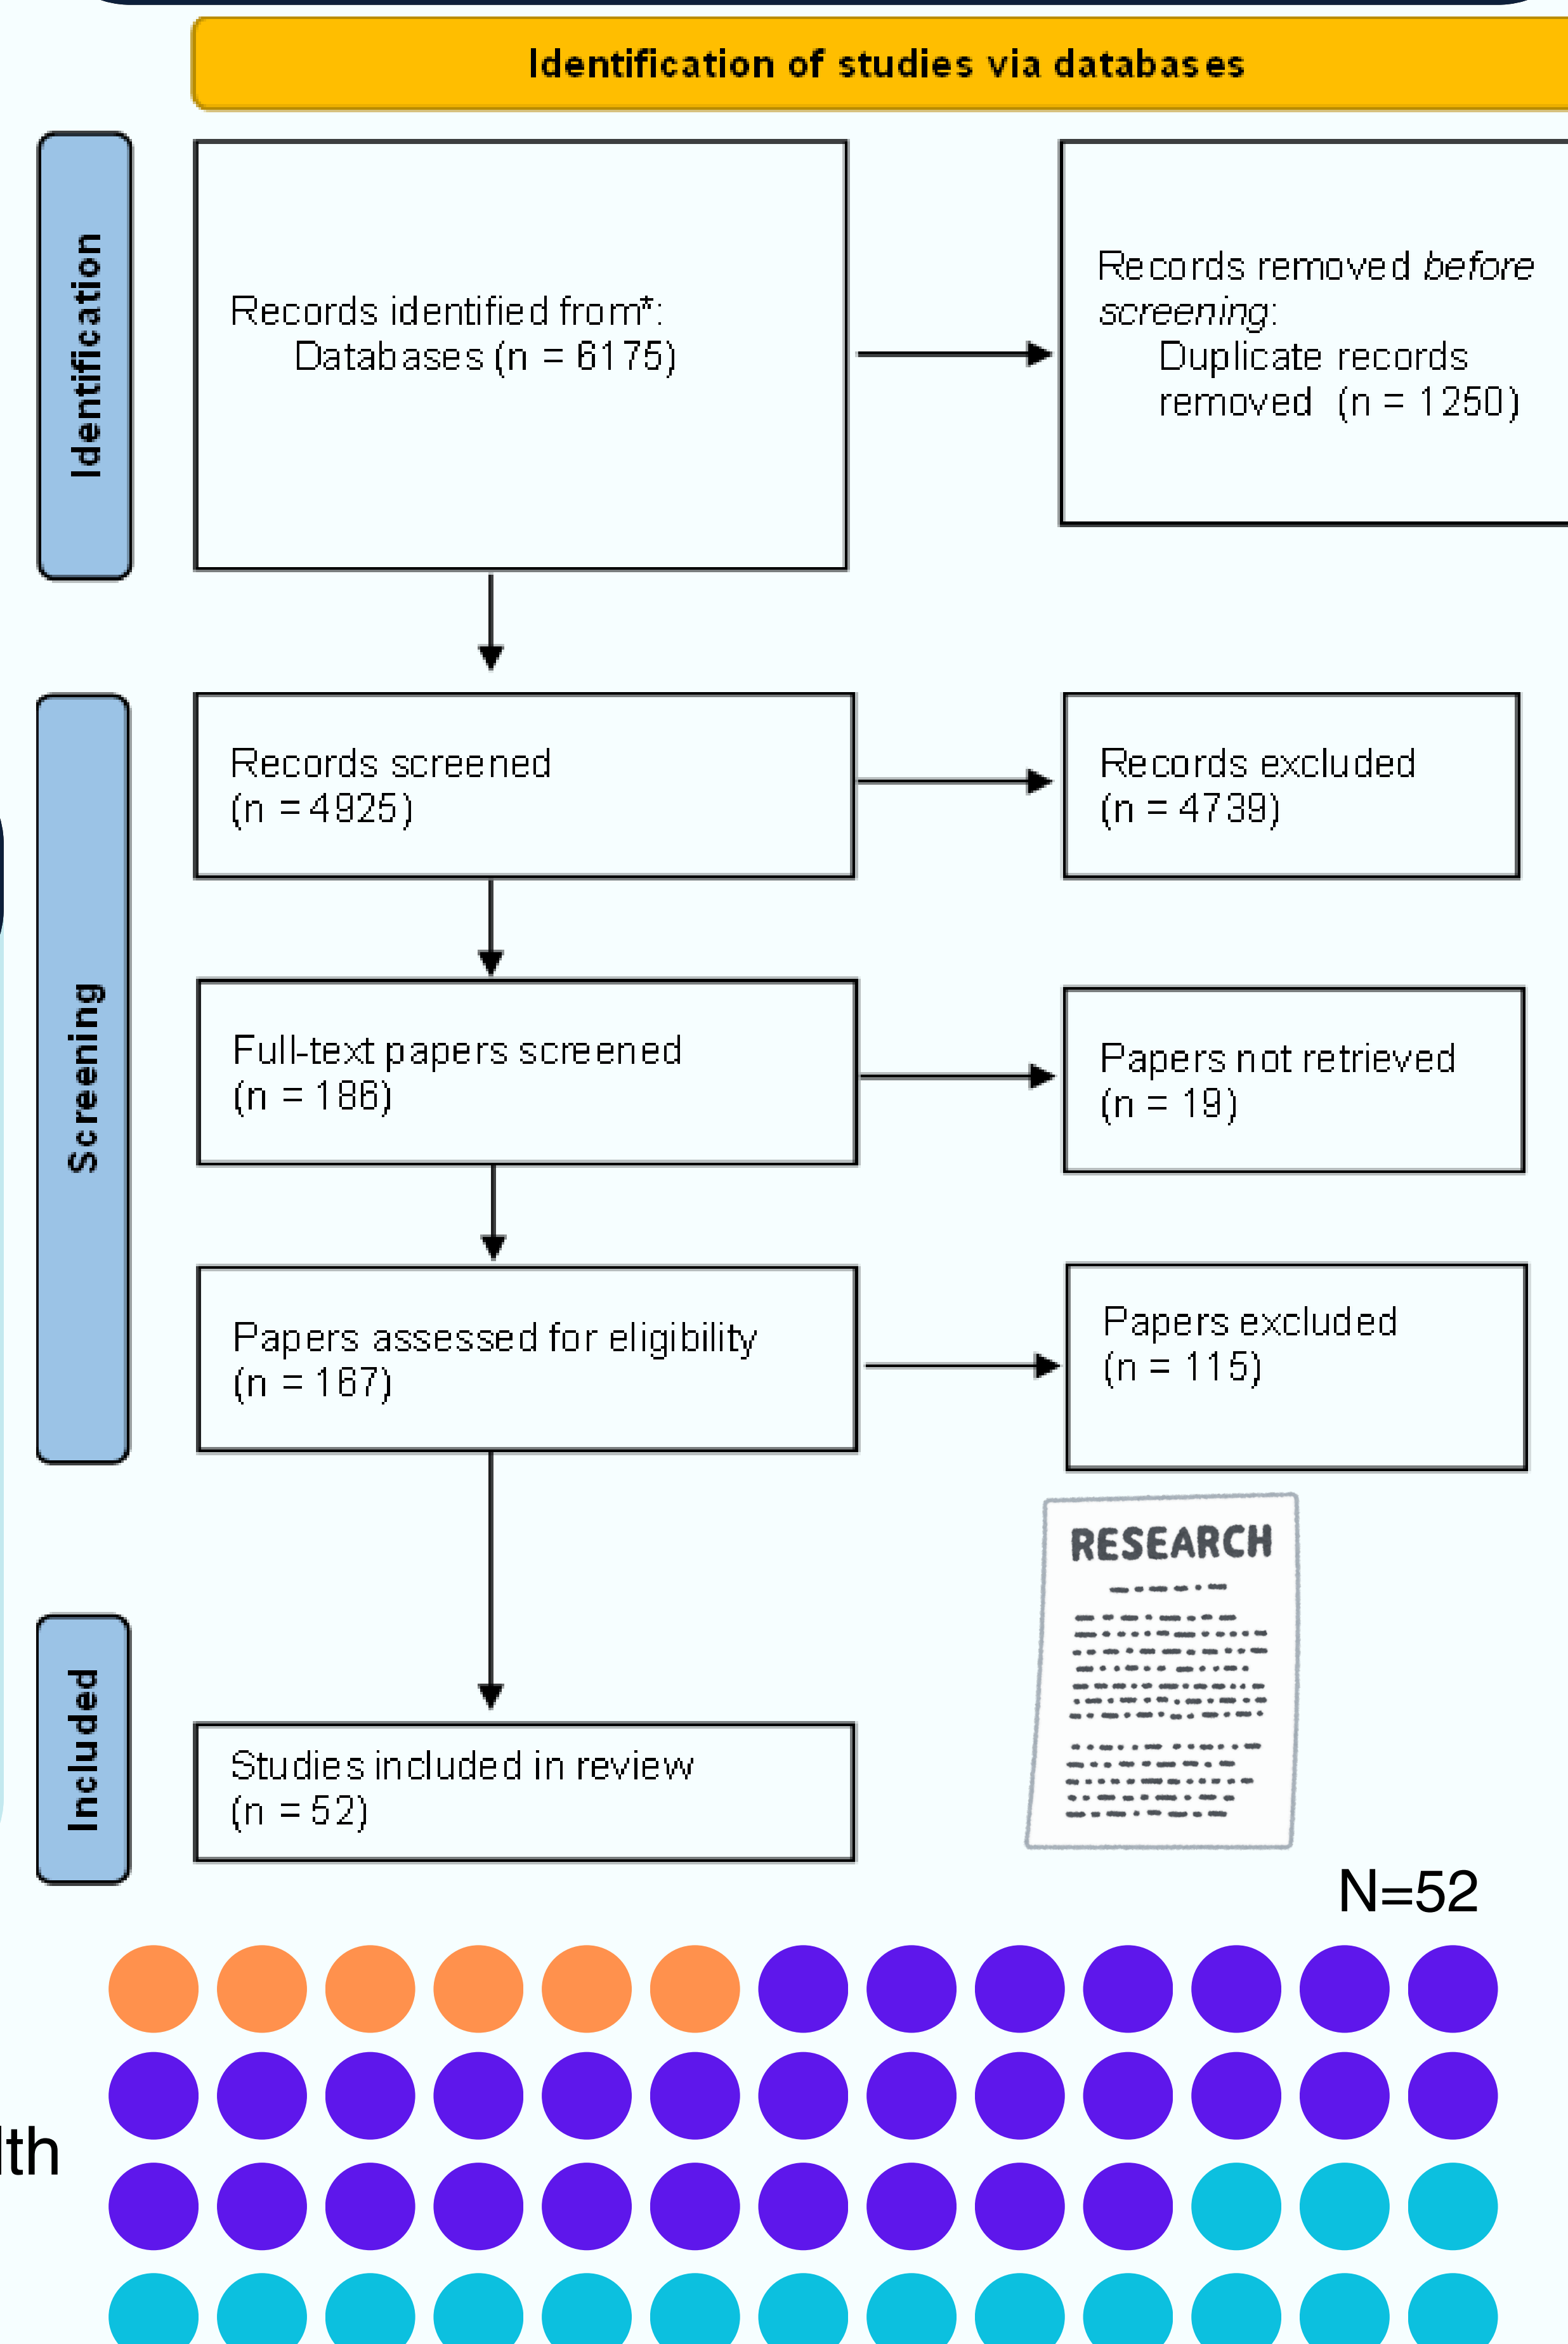 Identification of studies via databases
Identification
Records identified from*:
Databases (n = 6175)
Records removed before
screening:
Duplicate records
removed (n = 1250)
Screening
Records screened
(n = 4925)
Records excluded
(n = 4739)
Full-text papers screened
(n = 186)
Papers not retrieved
(n = 19)
Papers assessed for eligibility
(n = 167)
Papers excluded
(n = 115)
RESEARCH
Included
Studies included in review
(n = 52)
N=52
lth